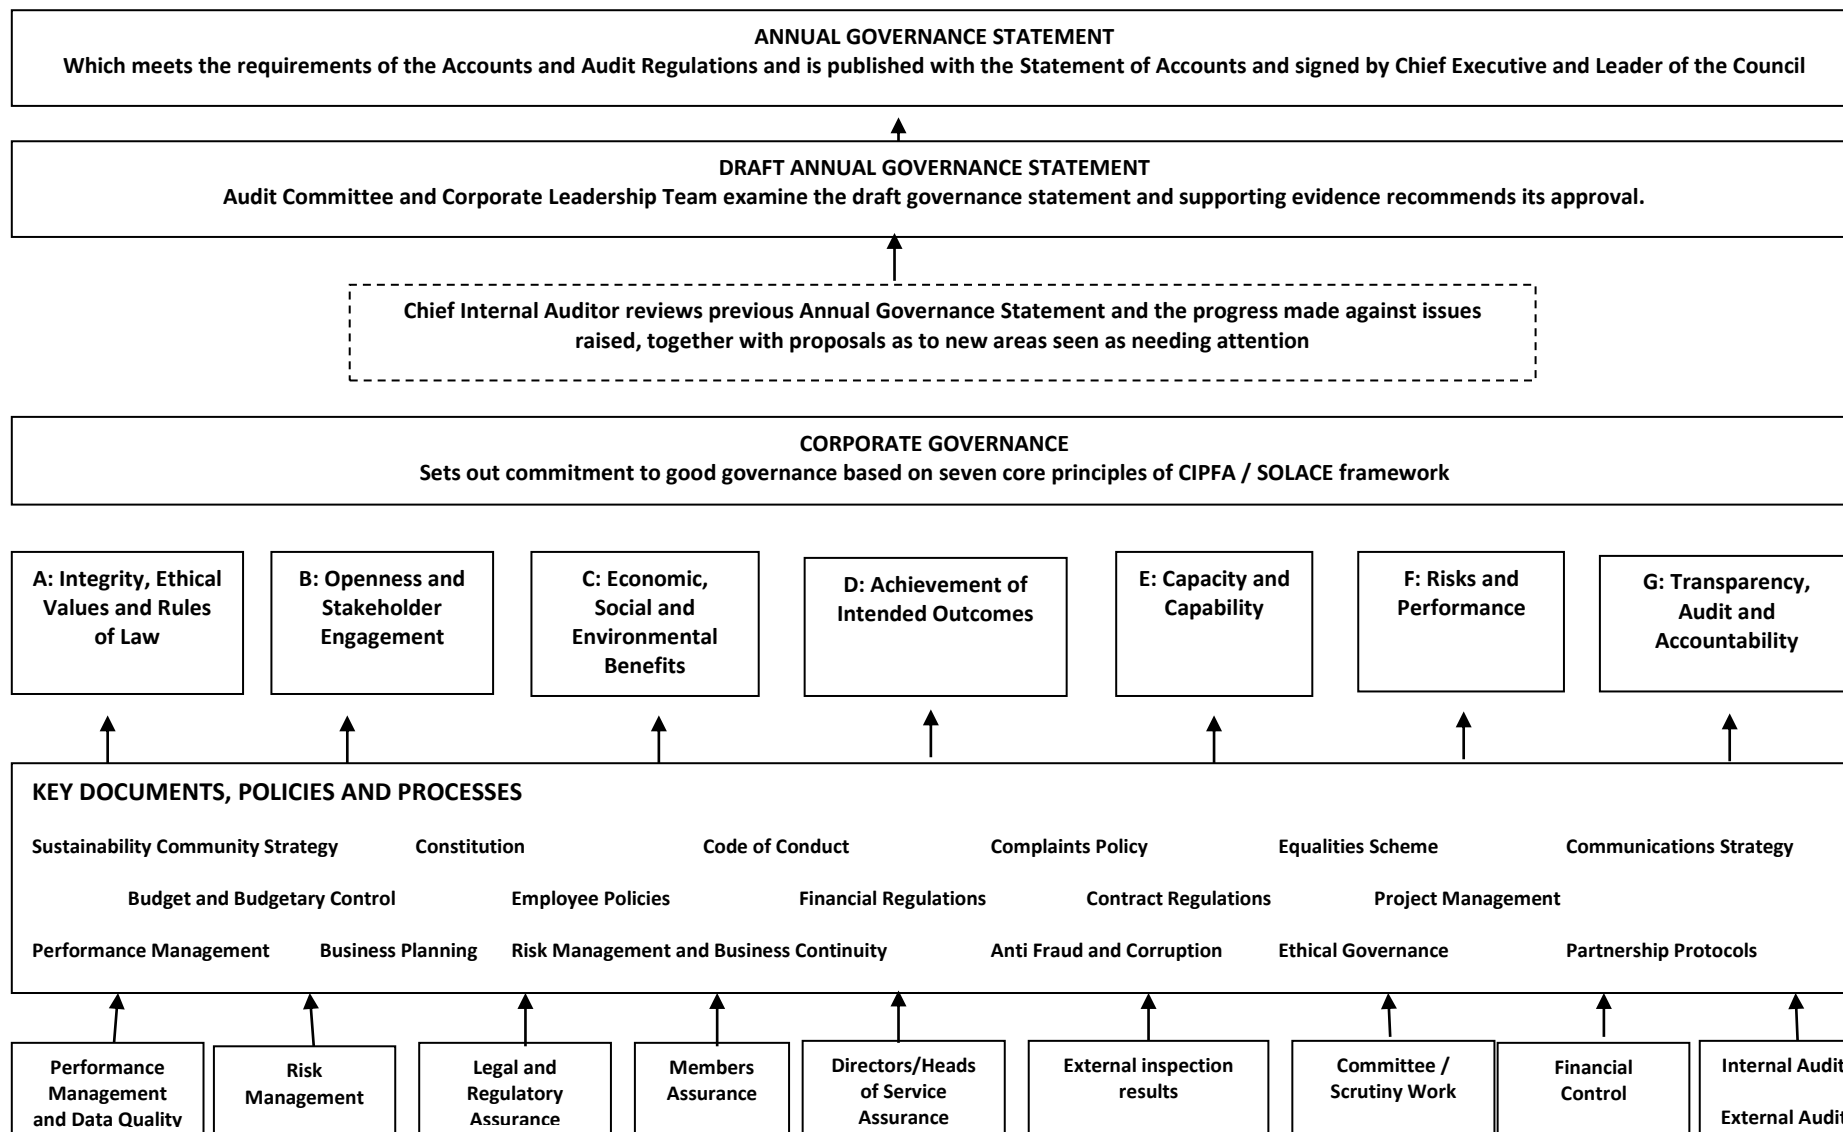 ANNUAL GOVERNANCE STATEMENT
Which meets the requirements of the Accounts and Audit Regulations and is published with the Statement of Accounts and signed by Chief Executive and Leader of the Council
DRAFT ANNUAL GOVERNANCE STATEMENT
Audit Committee and Corporate Leadership Team examine the draft governance statement and supporting evidence recommends its approval.
Chief Internal Auditor reviews previous Annual Governance Statement and the progress made against issues
raised, together with proposals as to new areas seen as needing attention
CORPORATE GOVERNANCE
Sets out commitment to good governance based on seven core principles of CIPFA / SOLACE framework
A: Integrity, Ethical
Values and Rules
of Law
B: Openness and
Stakeholder
Engagement
C: Economic,
Social and
Environmental
Benefits
D: Achievement of
Intended Outcomes
E: Capacity and
Capability
F: Risks and
Performance
G: Transparency,
Audit and
Accountability
KEY DOCUMENTS, POLICIES AND PROCESSES
Sustainability Community Strategy Constitution Code of Conduct Complaints Policy Equalities Scheme Communications Strategy
Budget and Budgetary Control Employee Policies Financial Regulations Contract Regulations Project Management
Performance Management Business Planning Risk Management and Business Continuity Anti Fraud and Corruption Ethical Governance Partnership Protocols
Performance
Management
and Data Quality
Risk
Management
Legal and
Regulatory
Assurance
Members
Assurance
Directors/Heads
of Service
Assurance
External inspection
results
Committee /
Scrutiny Work
Financial
Control
Internal Audit
External Audit